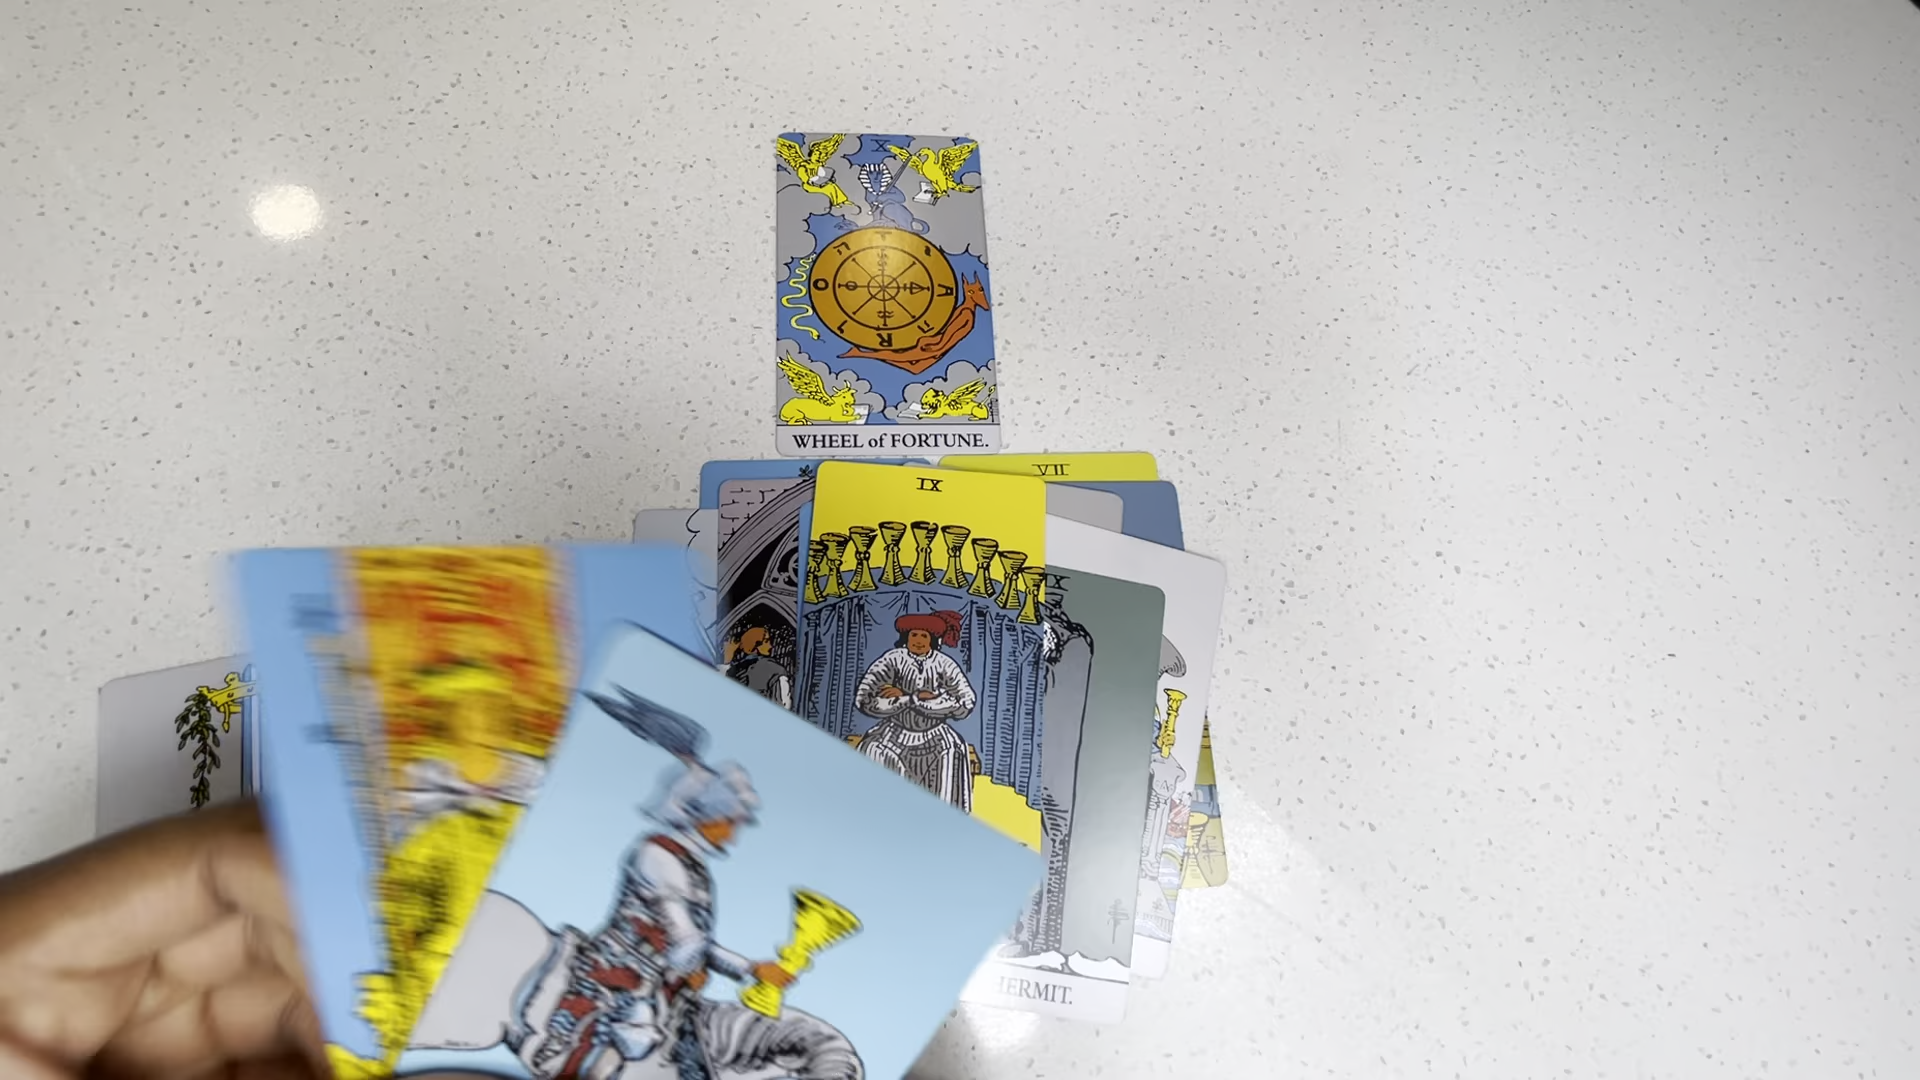 X
T
A
R
O
WHEEL of FORTUNE.
VII
IX
IX
HERMIT.